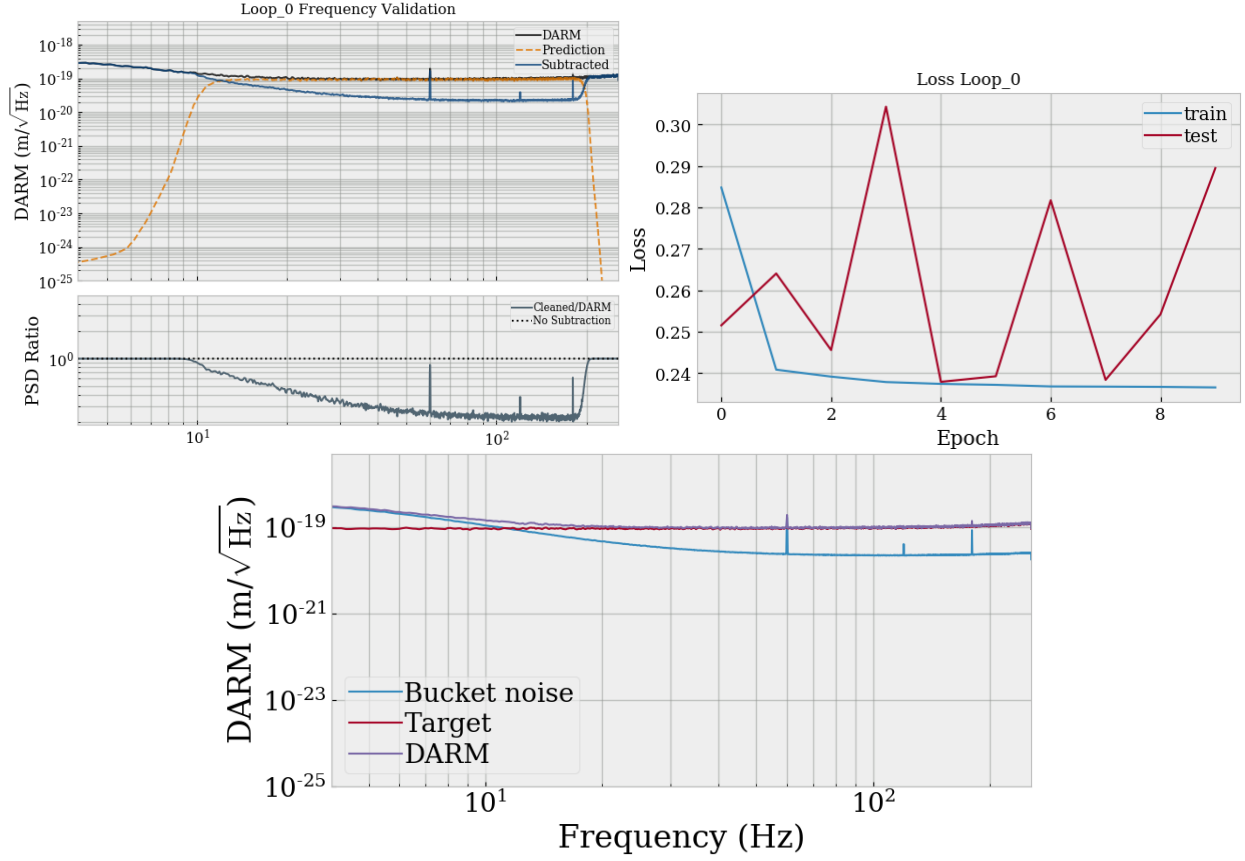 Loop_0 Frequency Validation
DARM (m/√Hz)
10^-18
10^-19
10^-20
10^-21
10^-22
10^-23
10^-24
10^-25
DARM
Prediction
Subtracted
PSD Ratio
10^0
Cleaned/DARM
No Subtraction
10^1
10^2
Loss Loop_0
Loss
0.30
0.29
0.28
0.27
0.26
0.25
0.24
train
test
0
2
4
6
8
Epoch
DARM (m/√Hz)
10^-19
10^-21
10^-23
10^-25
Bucket noise
Target
DARM
10^1
10^2
Frequency (Hz)